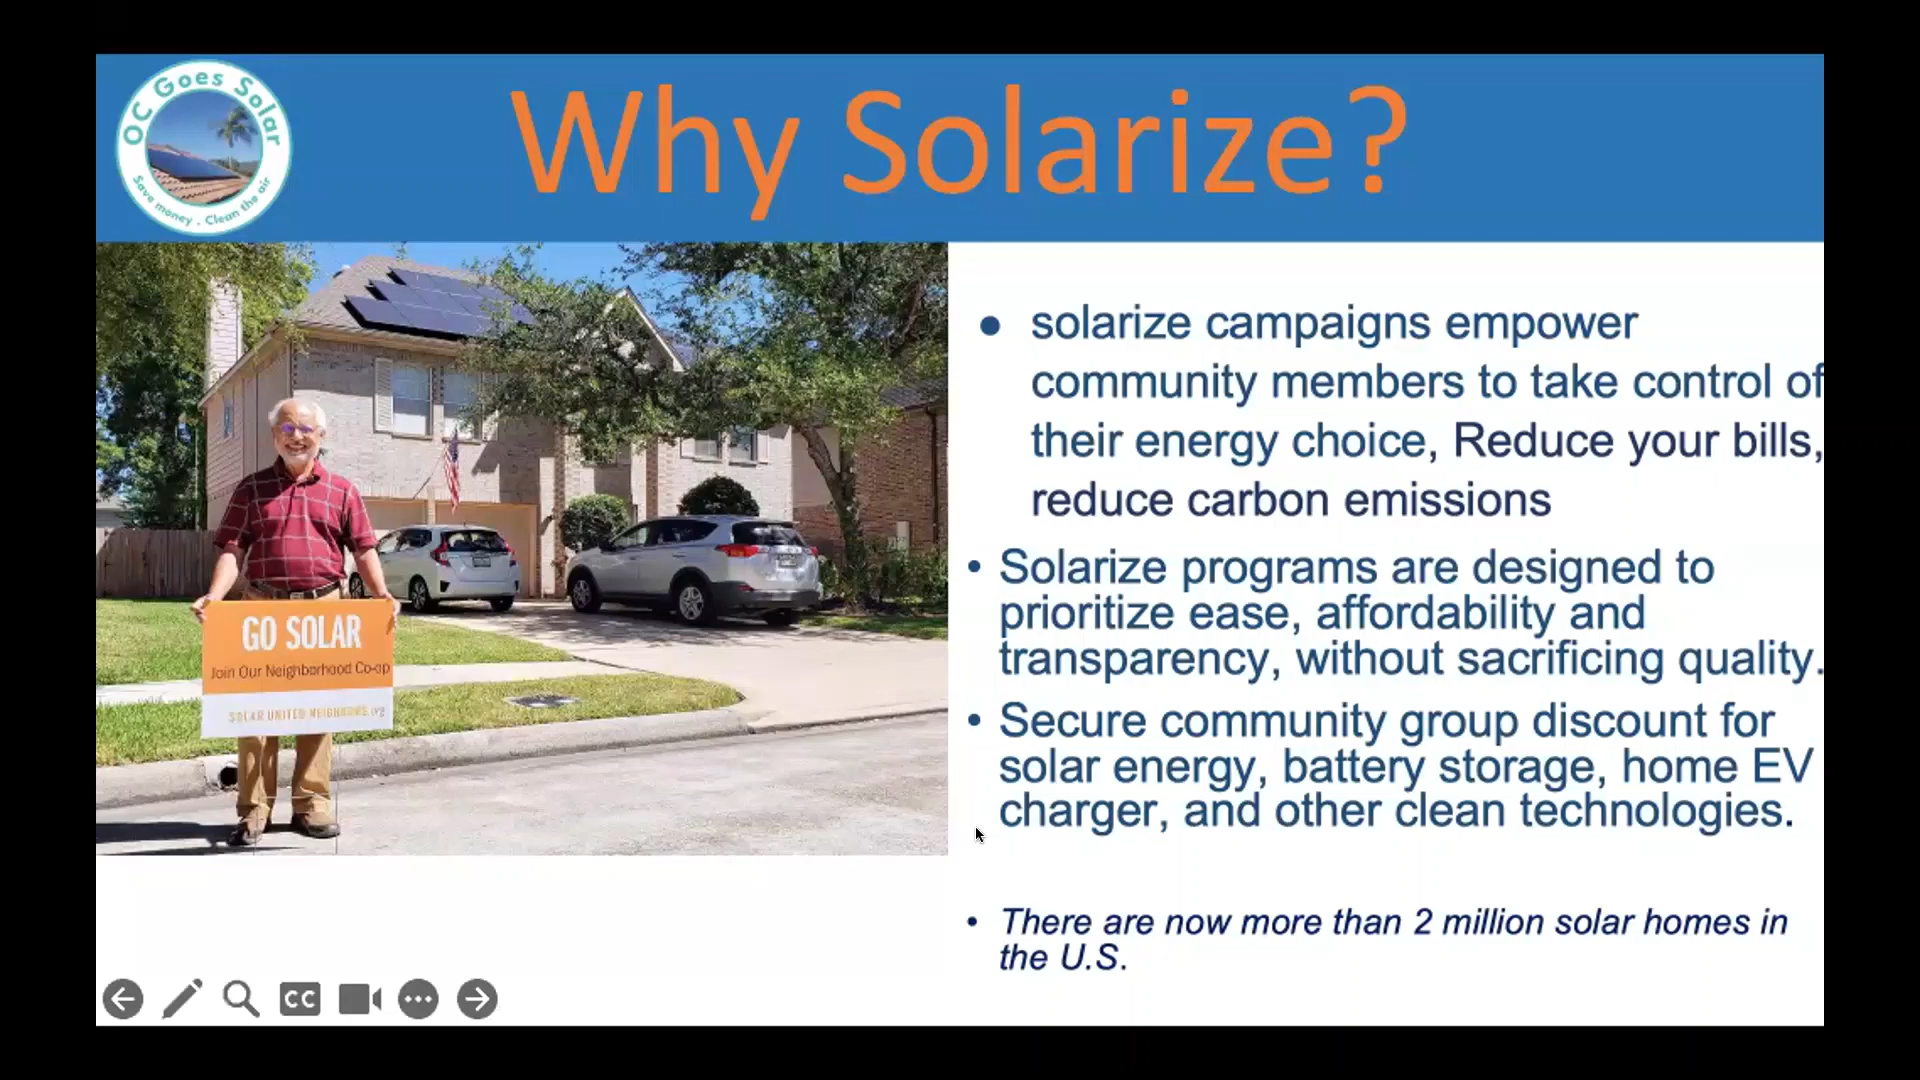 OC Goes Solar
Save money . Clean the air
Why Solarize?
● solarize campaigns empower
community members to take control of
their energy choice, Reduce your bills,
reduce carbon emissions
• Solarize programs are designed to
prioritize ease, affordability and
transparency, without sacrificing quality.
• Secure community group discount for
solar energy, battery storage, home EV
charger, and other clean technologies.
• There are now more than 2 million solar homes in
the U.S.
GO SOLAR
Join Our Neighborhood Co-op
SOLAR UNITED NEIGHBORS.org
CC